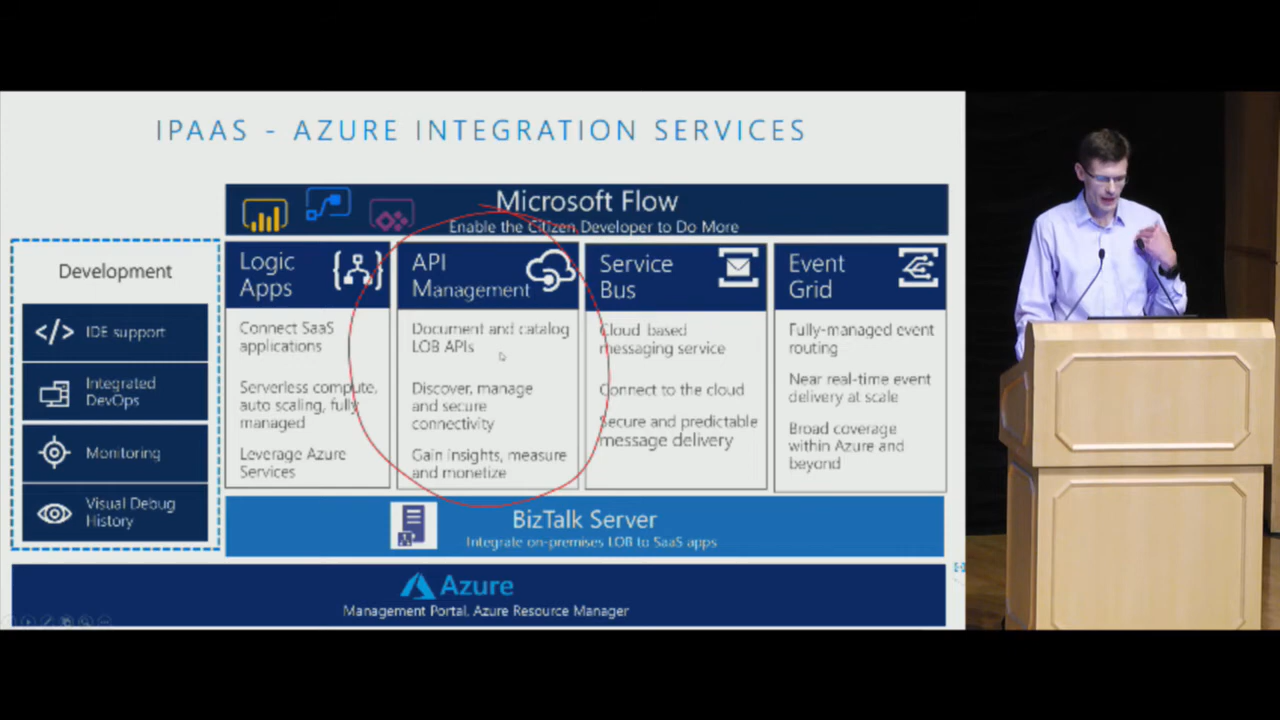 IPAAS - AZURE INTEGRATION SERVICES
Microsoft Flow
Enable the Citizen Developer to Do More
Development
</> IDE support
Integrated
DevOps
Monitoring
Visual Debug
History
Logic
Apps
Connect SaaS
applications
Serverless compute,
auto scaling, fully
managed
Leverage Azure
Services
API
Management
Document and catalog
LOB APIs
Discover, manage
and secure
connectivity
Gain insights, measure
and monetize
Service
Bus
Cloud based
messaging service
Connect to the cloud
Secure and predictable
message delivery
Event
Grid
Fully-managed event
routing
Near real-time event
delivery at scale
Broad coverage
within Azure and
beyond
BizTalk Server
Integrate on-premises LOB to SaaS apps
Azure
Management Portal, Azure Resource Manager